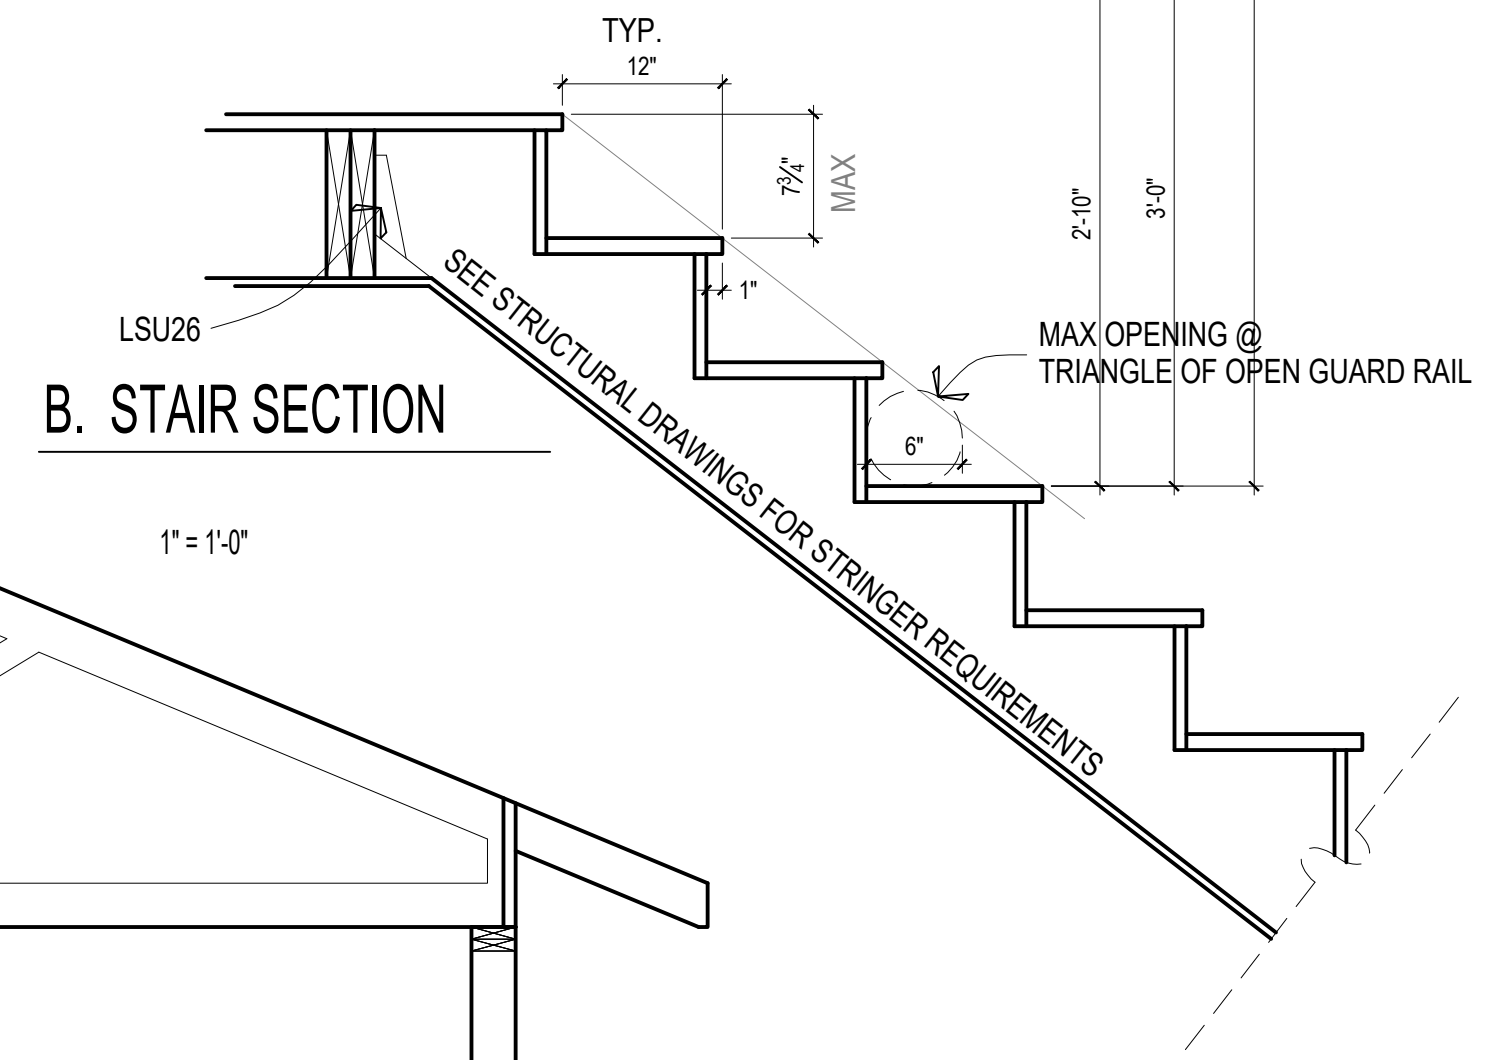 TYP.
12"
7¾"
MAX
2'-10"
3'-0"
1"
SEE STRUCTURAL DRAWINGS FOR STRINGER REQUIREMENTS
LSU26
MAX OPENING @
TRIANGLE OF OPEN GUARD RAIL
B. STAIR SECTION
6"
1" = 1'-0"